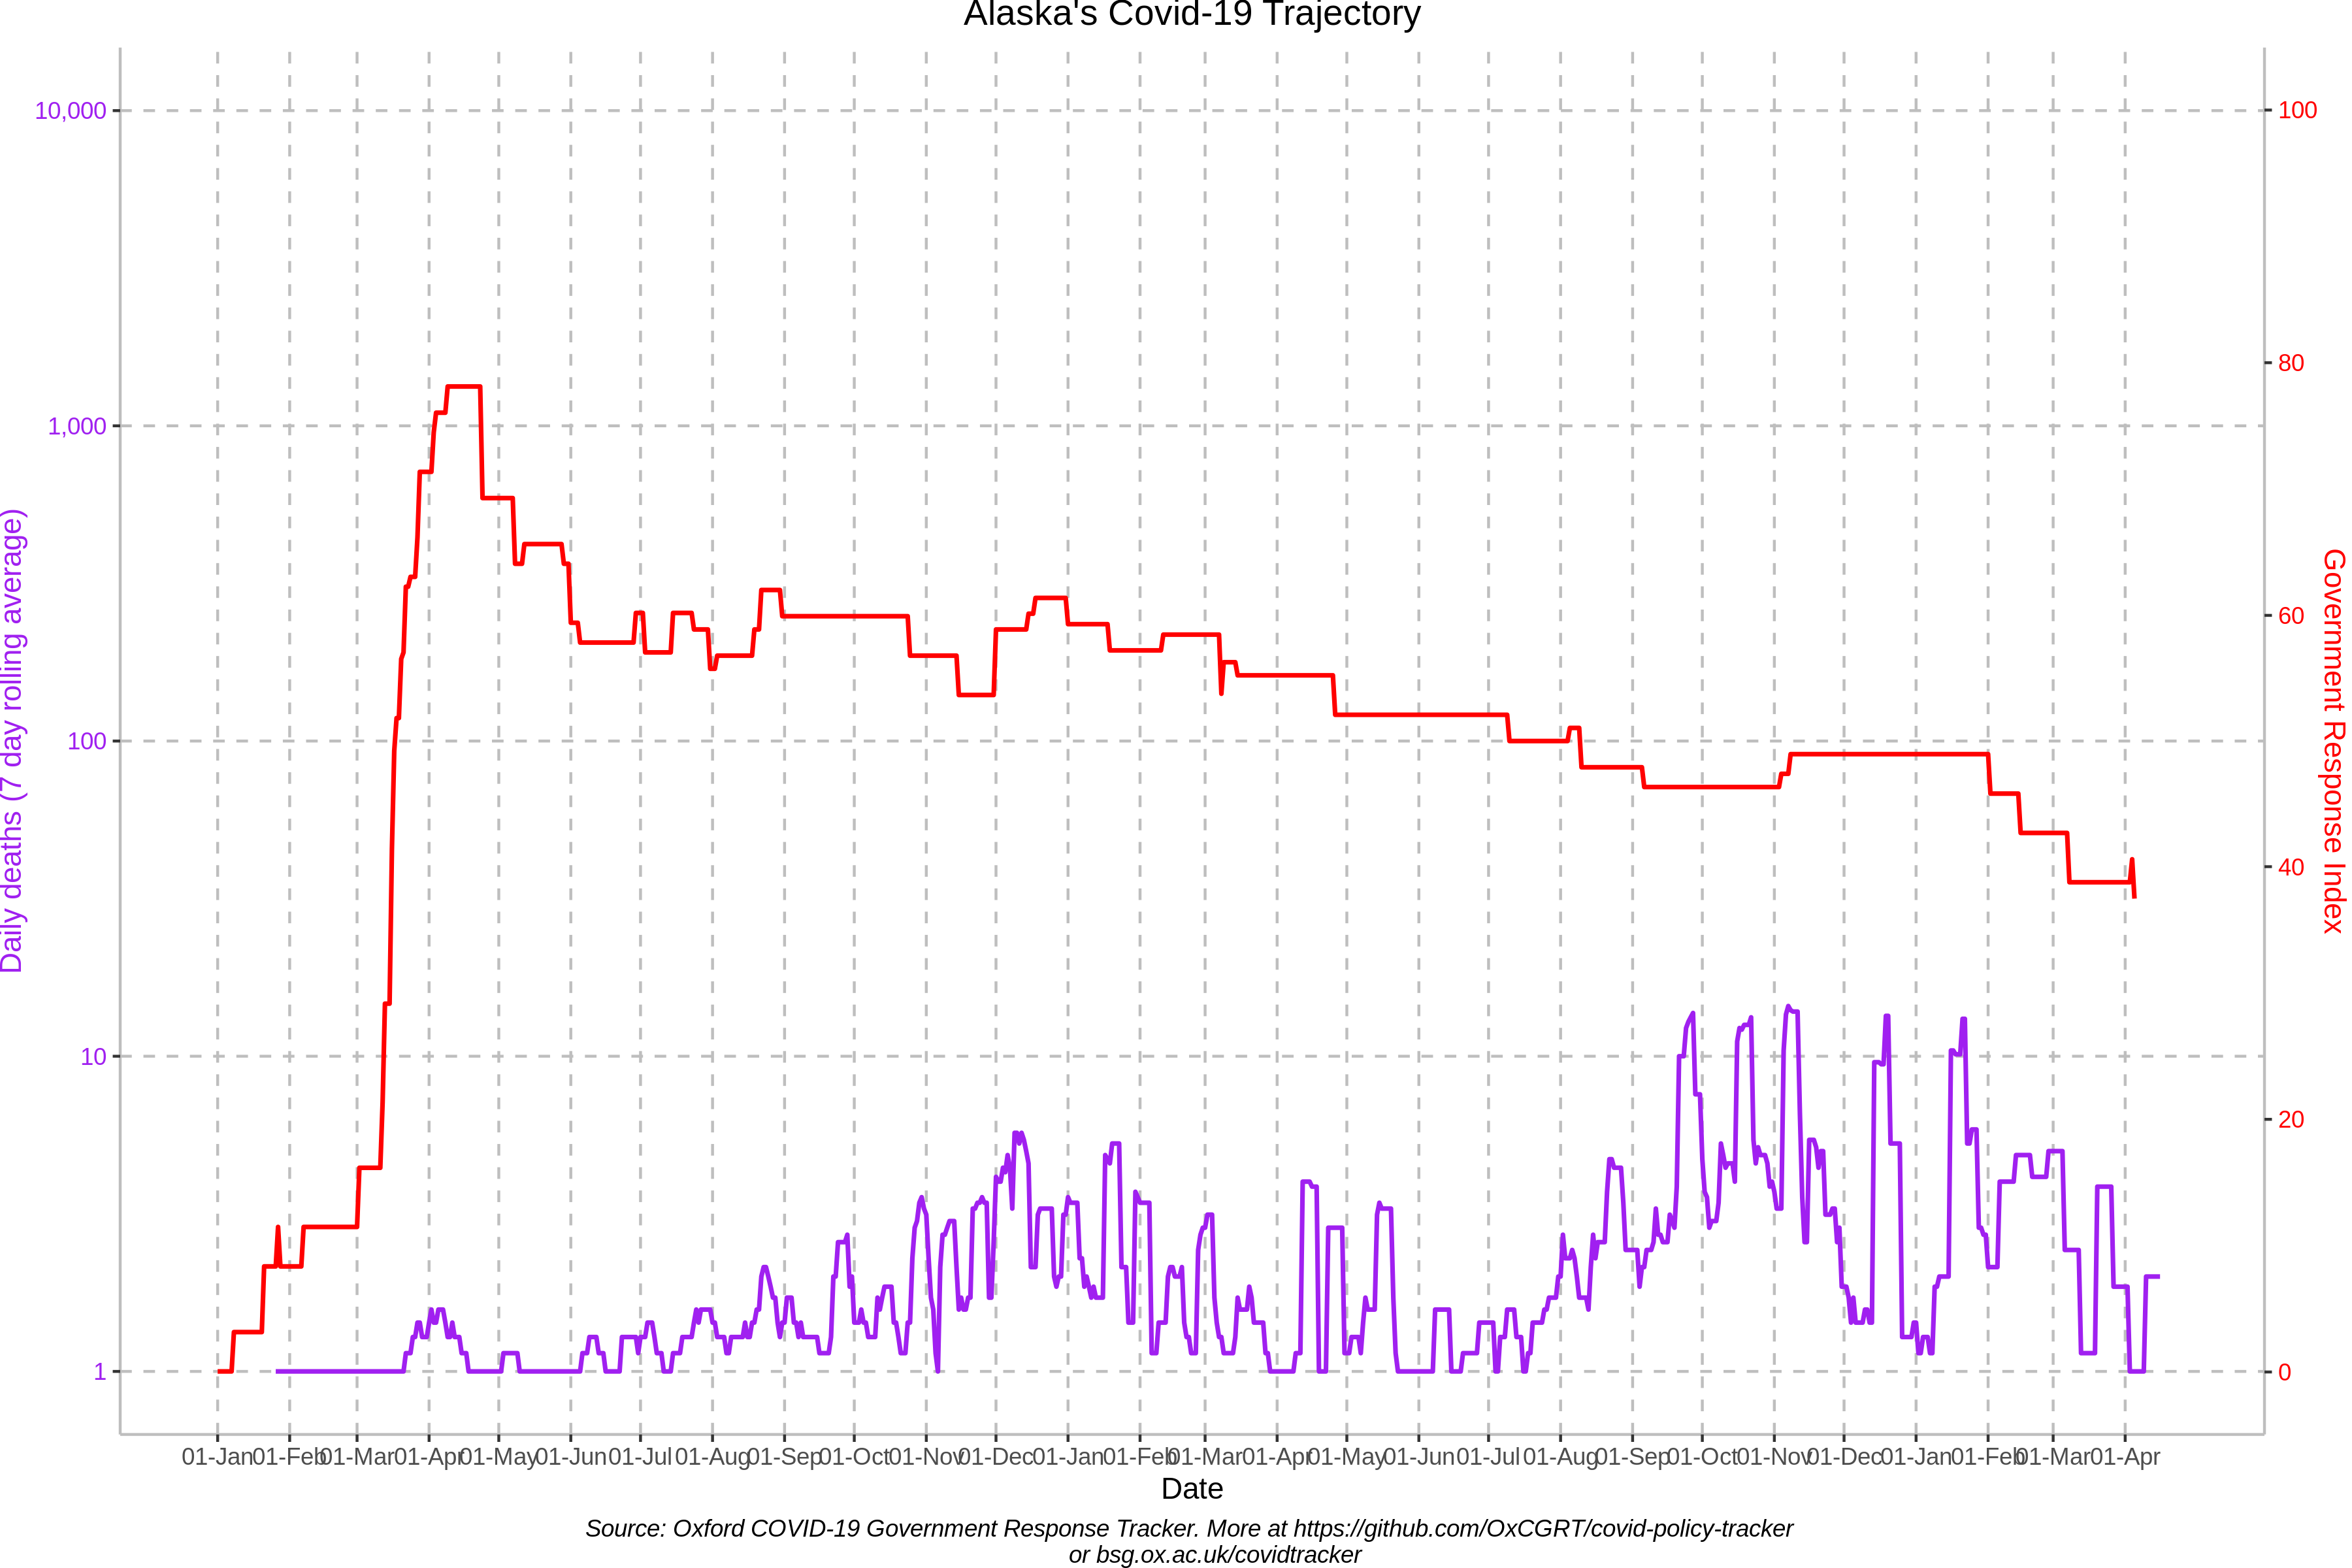 Alaska's Covid-19 Trajectory
10,000
1,000
100
10
1
Daily deaths (7 day rolling average)
100
80
60
40
20
0
Government Response Index
01-Jan 01-Feb 01-Mar 01-Apr 01-May 01-Jun 01-Jul 01-Aug 01-Sep 01-Oct 01-Nov 01-Dec 01-Jan 01-Feb 01-Mar 01-Apr 01-May 01-Jun 01-Jul 01-Aug 01-Sep 01-Oct 01-Nov 01-Dec 01-Jan 01-Feb 01-Mar 01-Apr
Date
Source: Oxford COVID-19 Government Response Tracker. More at https://github.com/OxCGRT/covid-policy-tracker
or bsg.ox.ac.uk/covidtracker